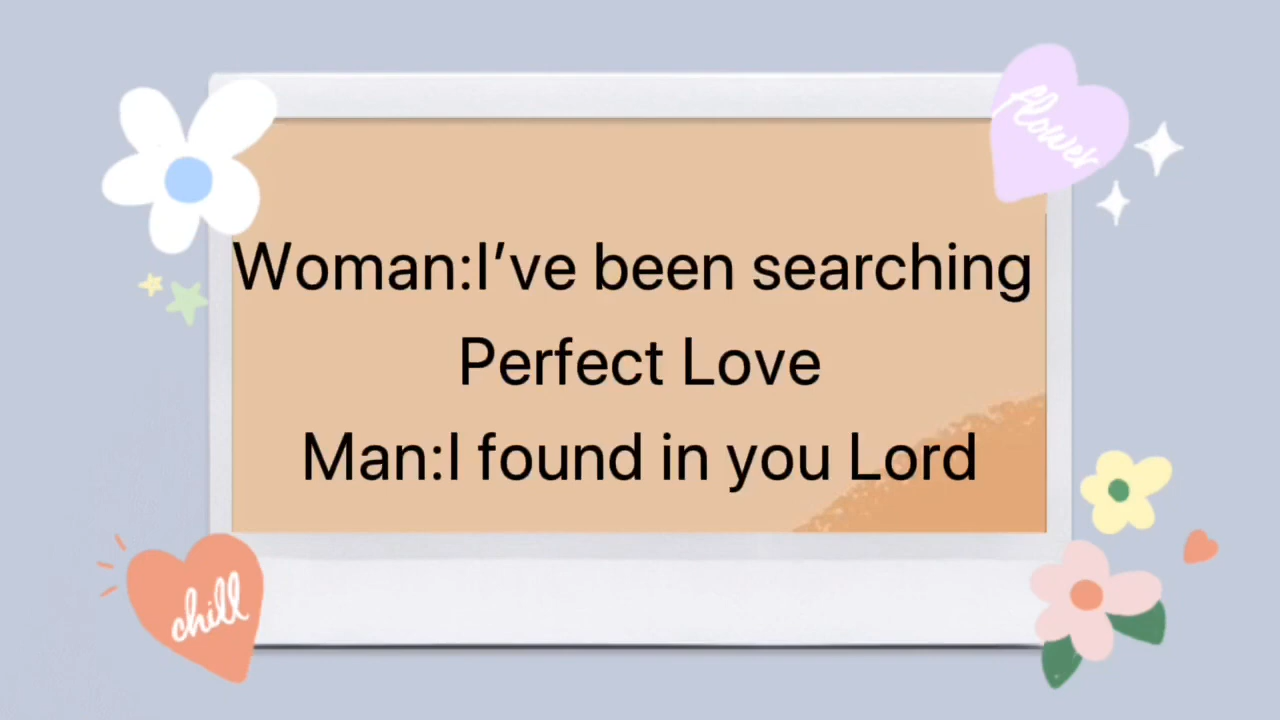 flower
Woman:I’ve been searching
Perfect Love
Man:I found in you Lord
chill